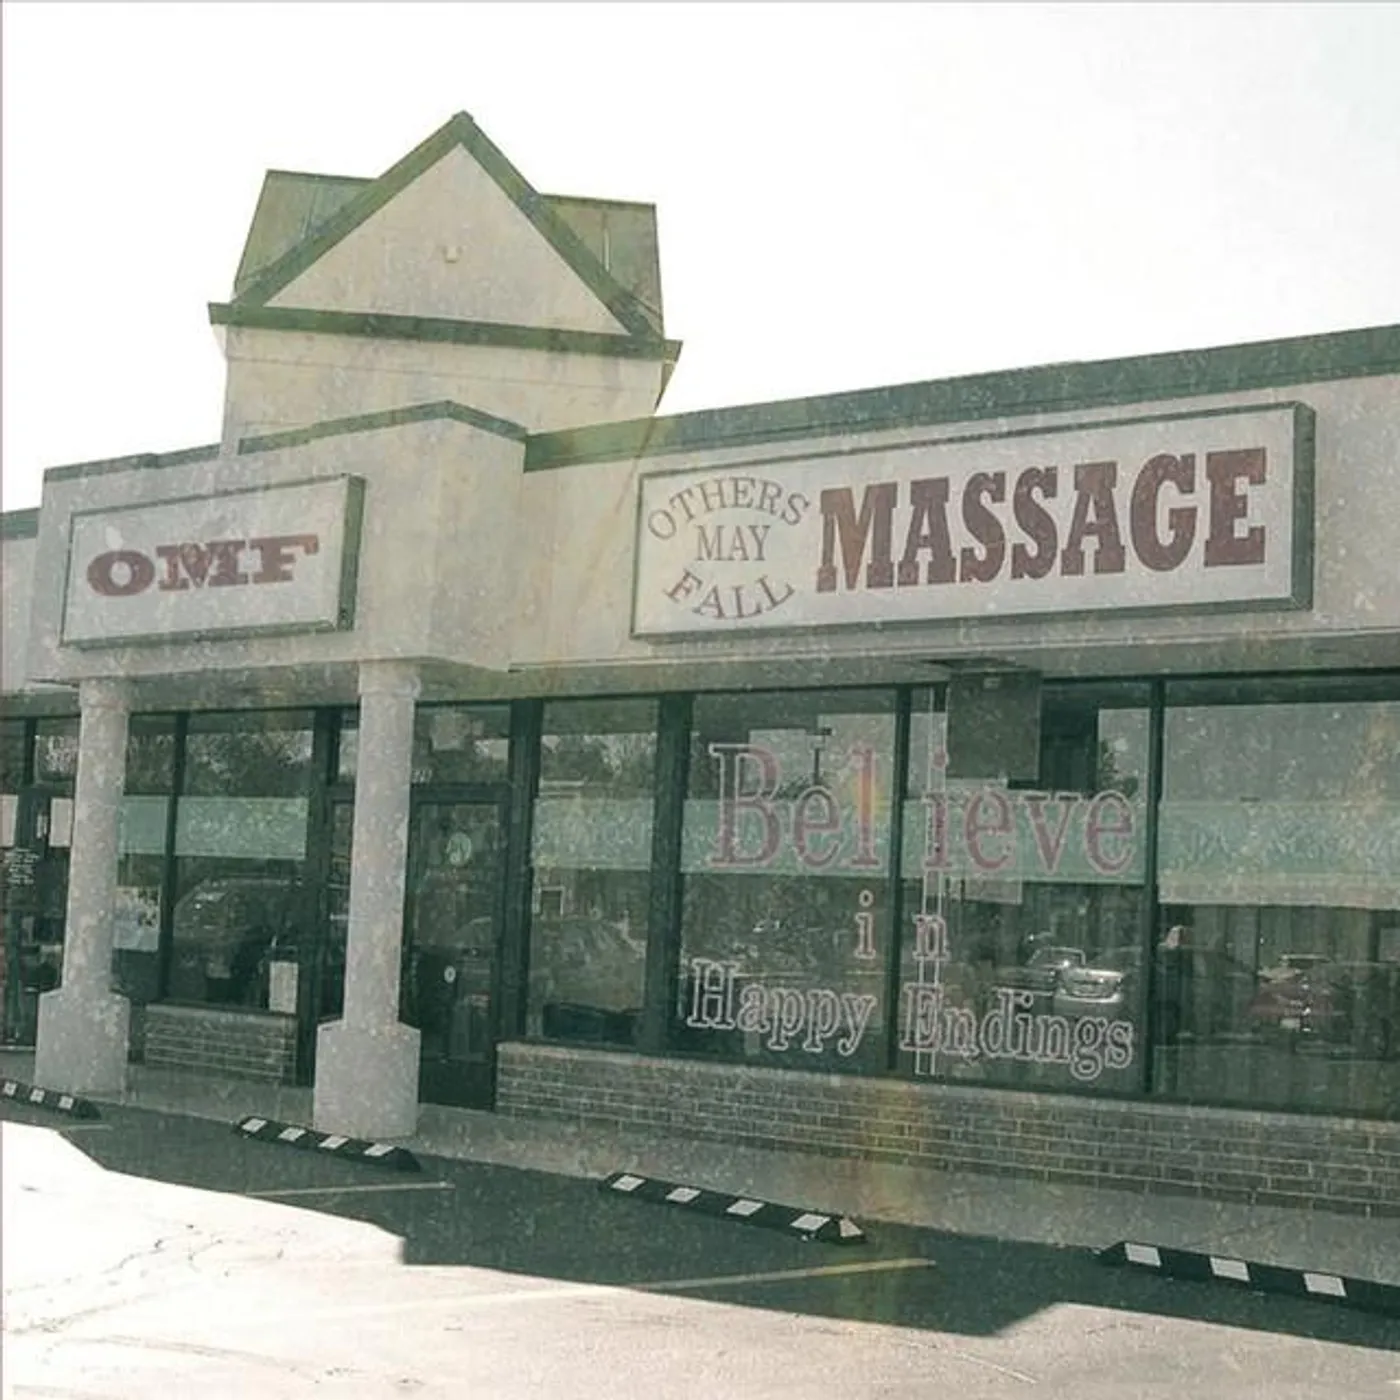 OMF
OTHERS
MAY
FALL
MASSAGE
Believe
in
Happy Endings